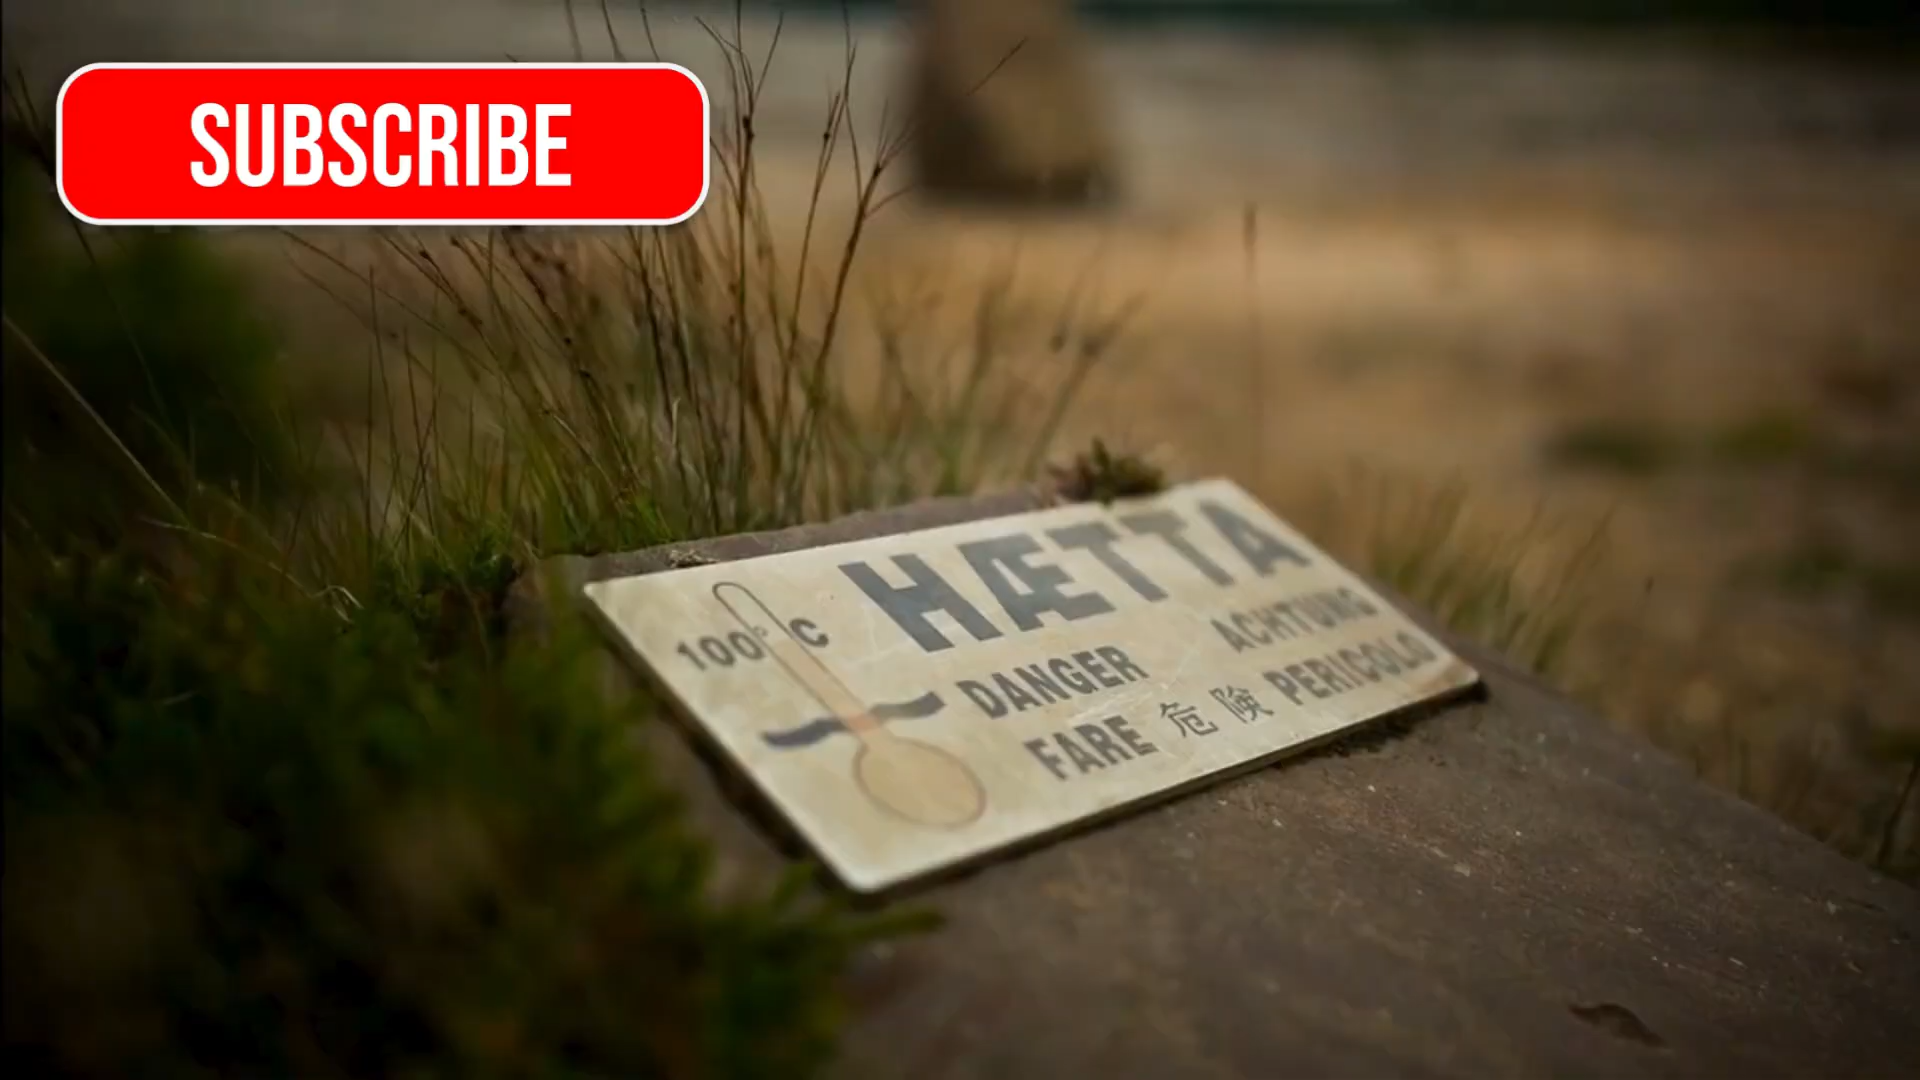 SUBSCRIBE
HÆTTA
100°C
DANGER ACHTUNG
FARE 危険 PERICOLO